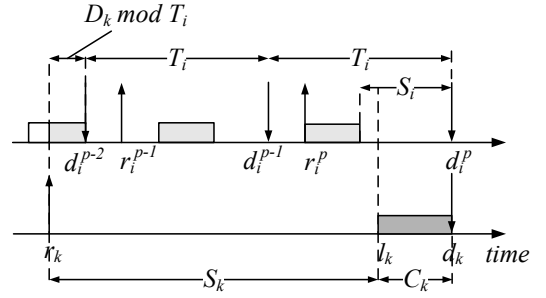 D_k mod T_i
T_i T_i
S_i
d_i^{p-2} r_i^{p-1} d_i^{p-1} r_i^p d_i^p
r_k l_k d_k time
S_k C_k